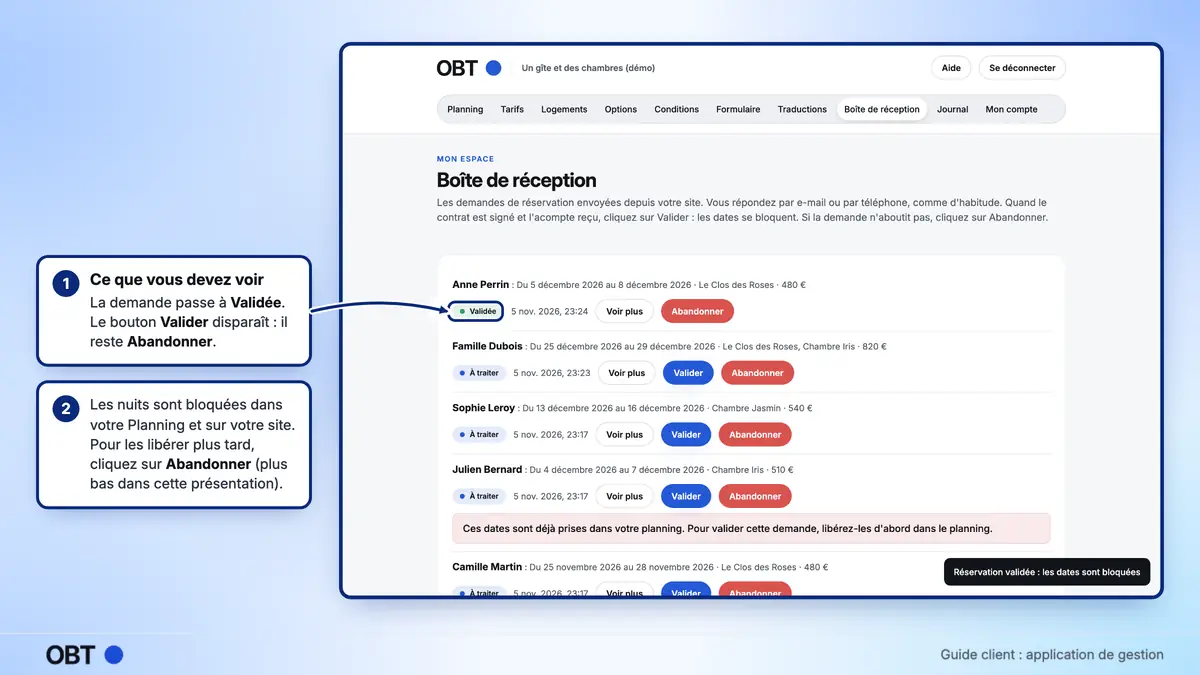 OBT
Un gîte et des chambres (démo)
Aide
Se déconnecter
Planning
Tarifs
Logements
Options
Conditions
Formulaire
Traductions
Boîte de réception
Journal
Mon compte
MON ESPACE
Boîte de réception
Les demandes de réservation envoyées depuis votre site. Vous répondez par e-mail ou par téléphone, comme d'habitude. Quand le
contrat est signé et l'acompte reçu, cliquez sur Valider : les dates se bloquent. Si la demande n'aboutit pas, cliquez sur Abandonner.
1
Ce que vous devez voir
La demande passe à Validée.
Le bouton Valider disparaît : il
reste Abandonner.
2
Les nuits sont bloquées dans
votre Planning et sur votre site.
Pour les libérer plus tard,
cliquez sur Abandonner (plus
bas dans cette présentation).
Anne Perrin : Du 5 décembre 2026 au 8 décembre 2026 · Le Clos des Roses · 480 €
Validée 5 nov. 2026, 23:24 Voir plus Abandonner
Famille Dubois : Du 25 décembre 2026 au 29 décembre 2026 · Le Clos des Roses, Chambre Iris · 820 €
À traiter 5 nov. 2026, 23:23 Voir plus Valider Abandonner
Sophie Leroy : Du 13 décembre 2026 au 16 décembre 2026 · Chambre Jasmin · 540 €
À traiter 5 nov. 2026, 23:17 Voir plus Valider Abandonner
Julien Bernard : Du 4 décembre 2026 au 7 décembre 2026 · Chambre Iris · 510 €
À traiter 5 nov. 2026, 23:17 Voir plus Valider Abandonner
Ces dates sont déjà prises dans votre planning. Pour valider cette demande, libérez-les d'abord dans le planning.
Camille Martin : Du 25 novembre 2026 au 28 novembre 2026 · Le Clos des Roses · 480 €
À traiter 5 nov. 2026, 23:17 Voir plus Valider Abandonner
Réservation validée : les dates sont bloquées
OBT
Guide client : application de gestion